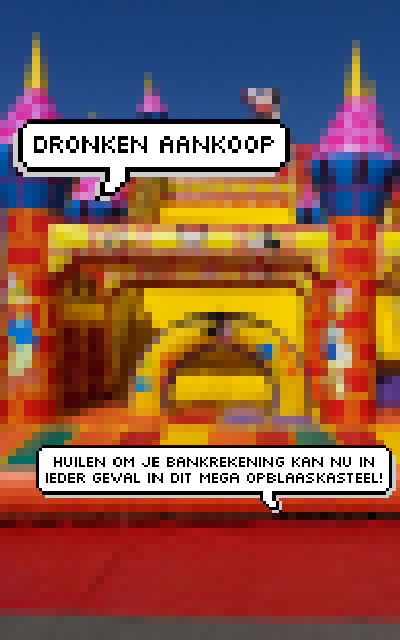 DRONKEN AANKOOP
HUILEN OM JE BANKREKENING KAN NU IN
IEDER GEVAL IN DIT MEGA OPBLAASKASTEEL!